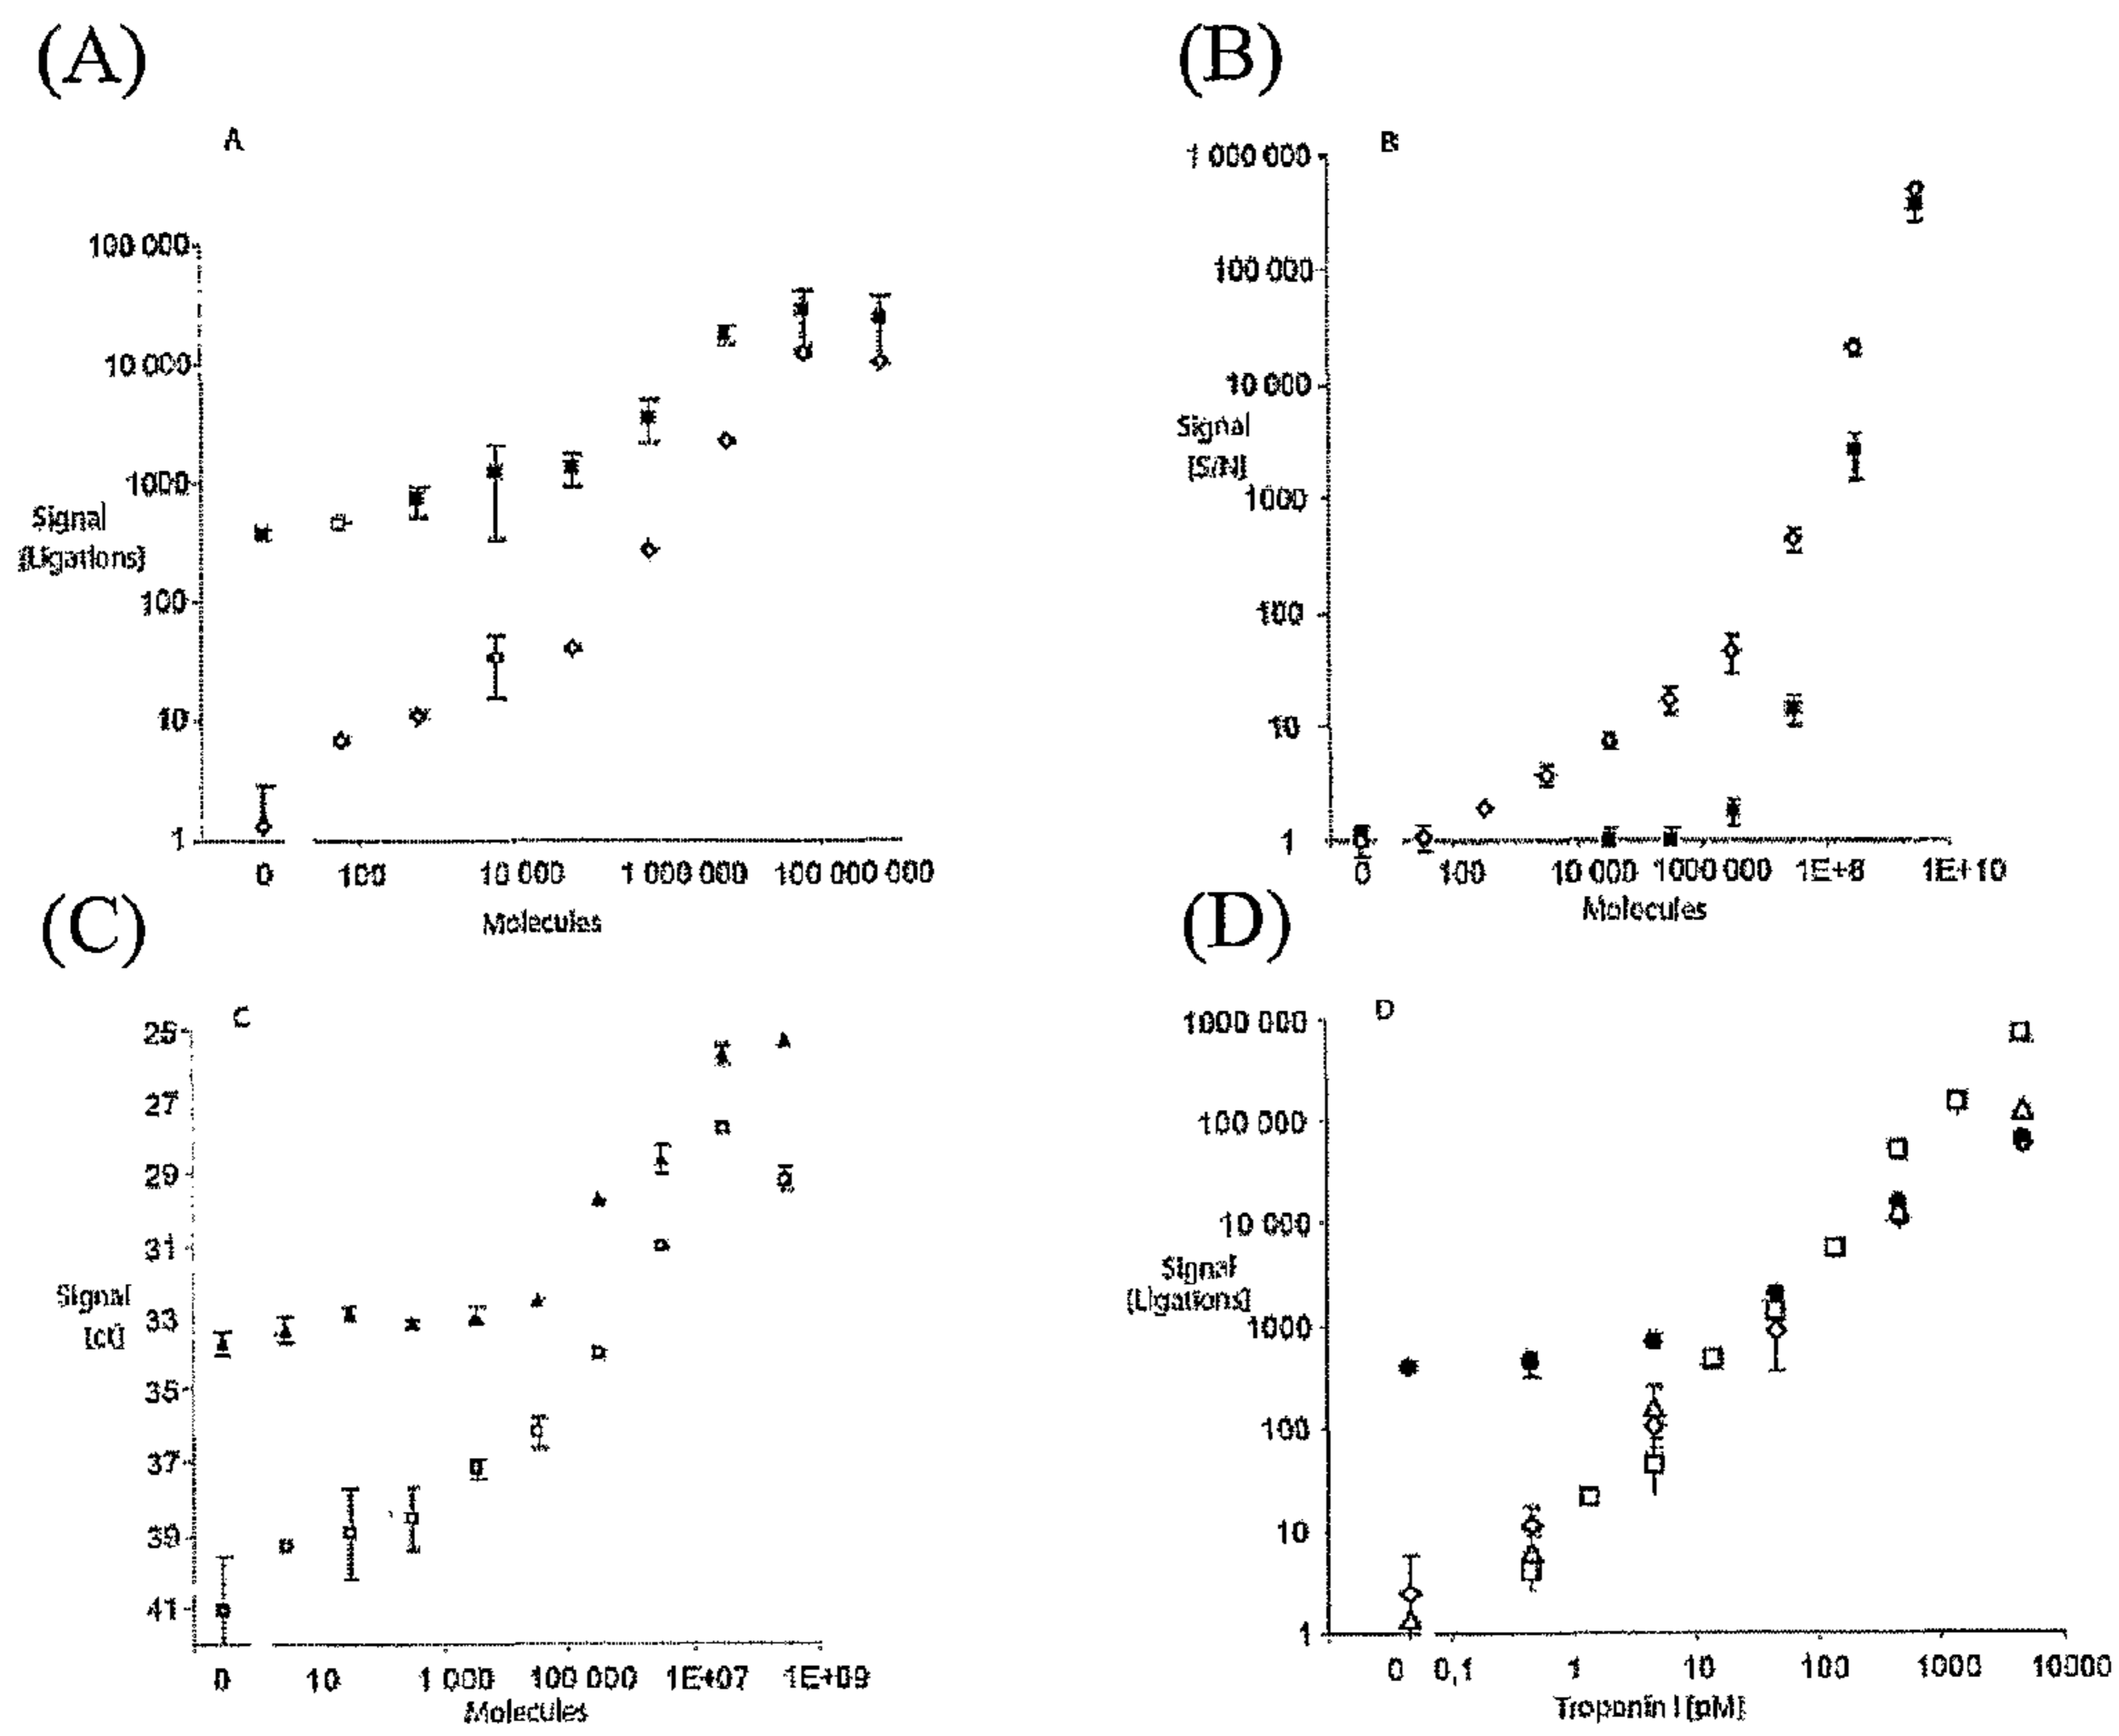 (A)
A
100 000
10 000
1000
100
10
1
Signal
[Ligations]
0 100 10 000 1 000 000 100 000 000
Molecules
(B)
B
1 000 000
100 000
10 000
1000
100
10
1
Signal
[S/N]
0 100 10 000 1000 000 1E+8 1E+10
Molecules
(C)
C
25
27
29
31
33
35
37
39
41
Signal
[ct]
0 10 1 000 100 000 1E+07 1E+09
Molecules
(D)
D
1000 000
100 000
10 000
1000
100
10
1
Signal
[Ligations]
0 0,1 1 10 100 1000 10000
Troponin I [pM]